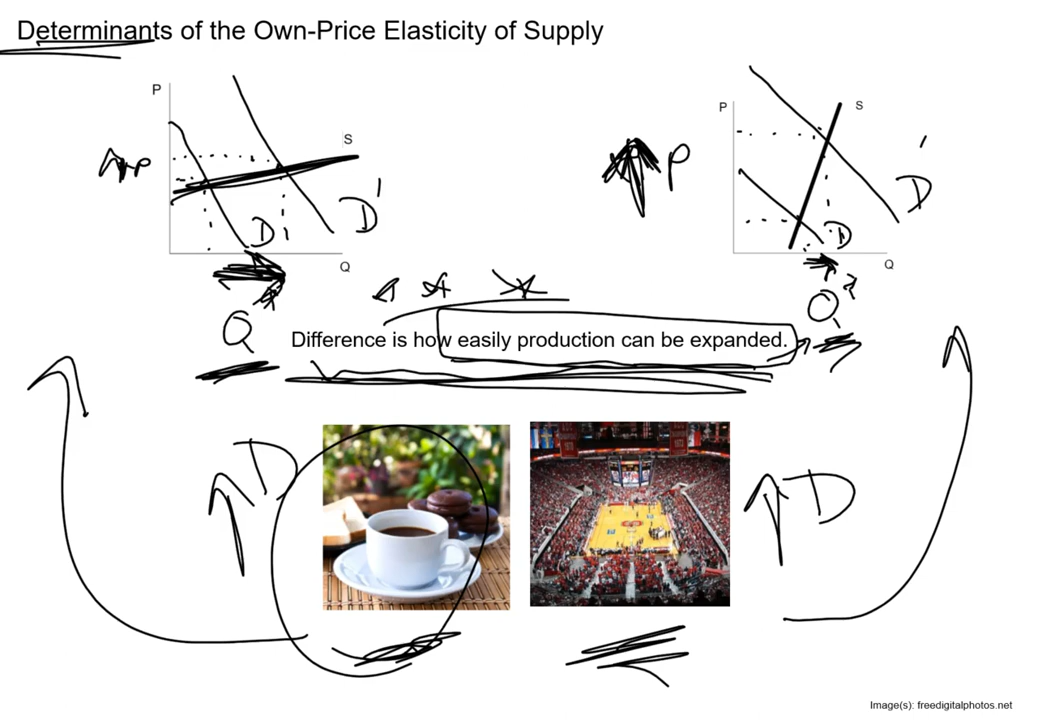 Determinants of the Own-Price Elasticity of Supply
P
S
P
D
D'
Q
P
S
P
D
D'
Q
Q
Q
Difference is how easily production can be expanded.
D
D
Image(s): freedigitalphotos.net